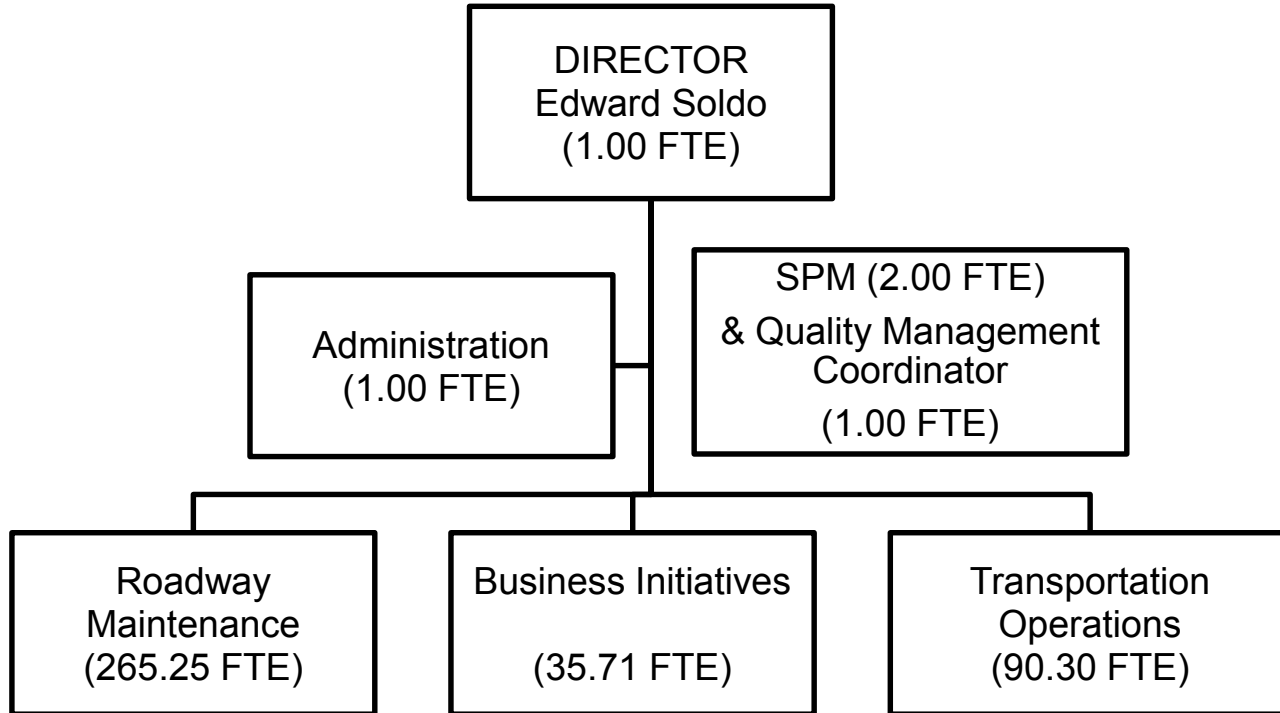 DIRECTOR
Edward Soldo
(1.00 FTE)
Administration
(1.00 FTE)
SPM (2.00 FTE)
& Quality Management
Coordinator
(1.00 FTE)
Roadway
Maintenance
(265.25 FTE)
Business Initiatives
(35.71 FTE)
Transportation
Operations
(90.30 FTE)